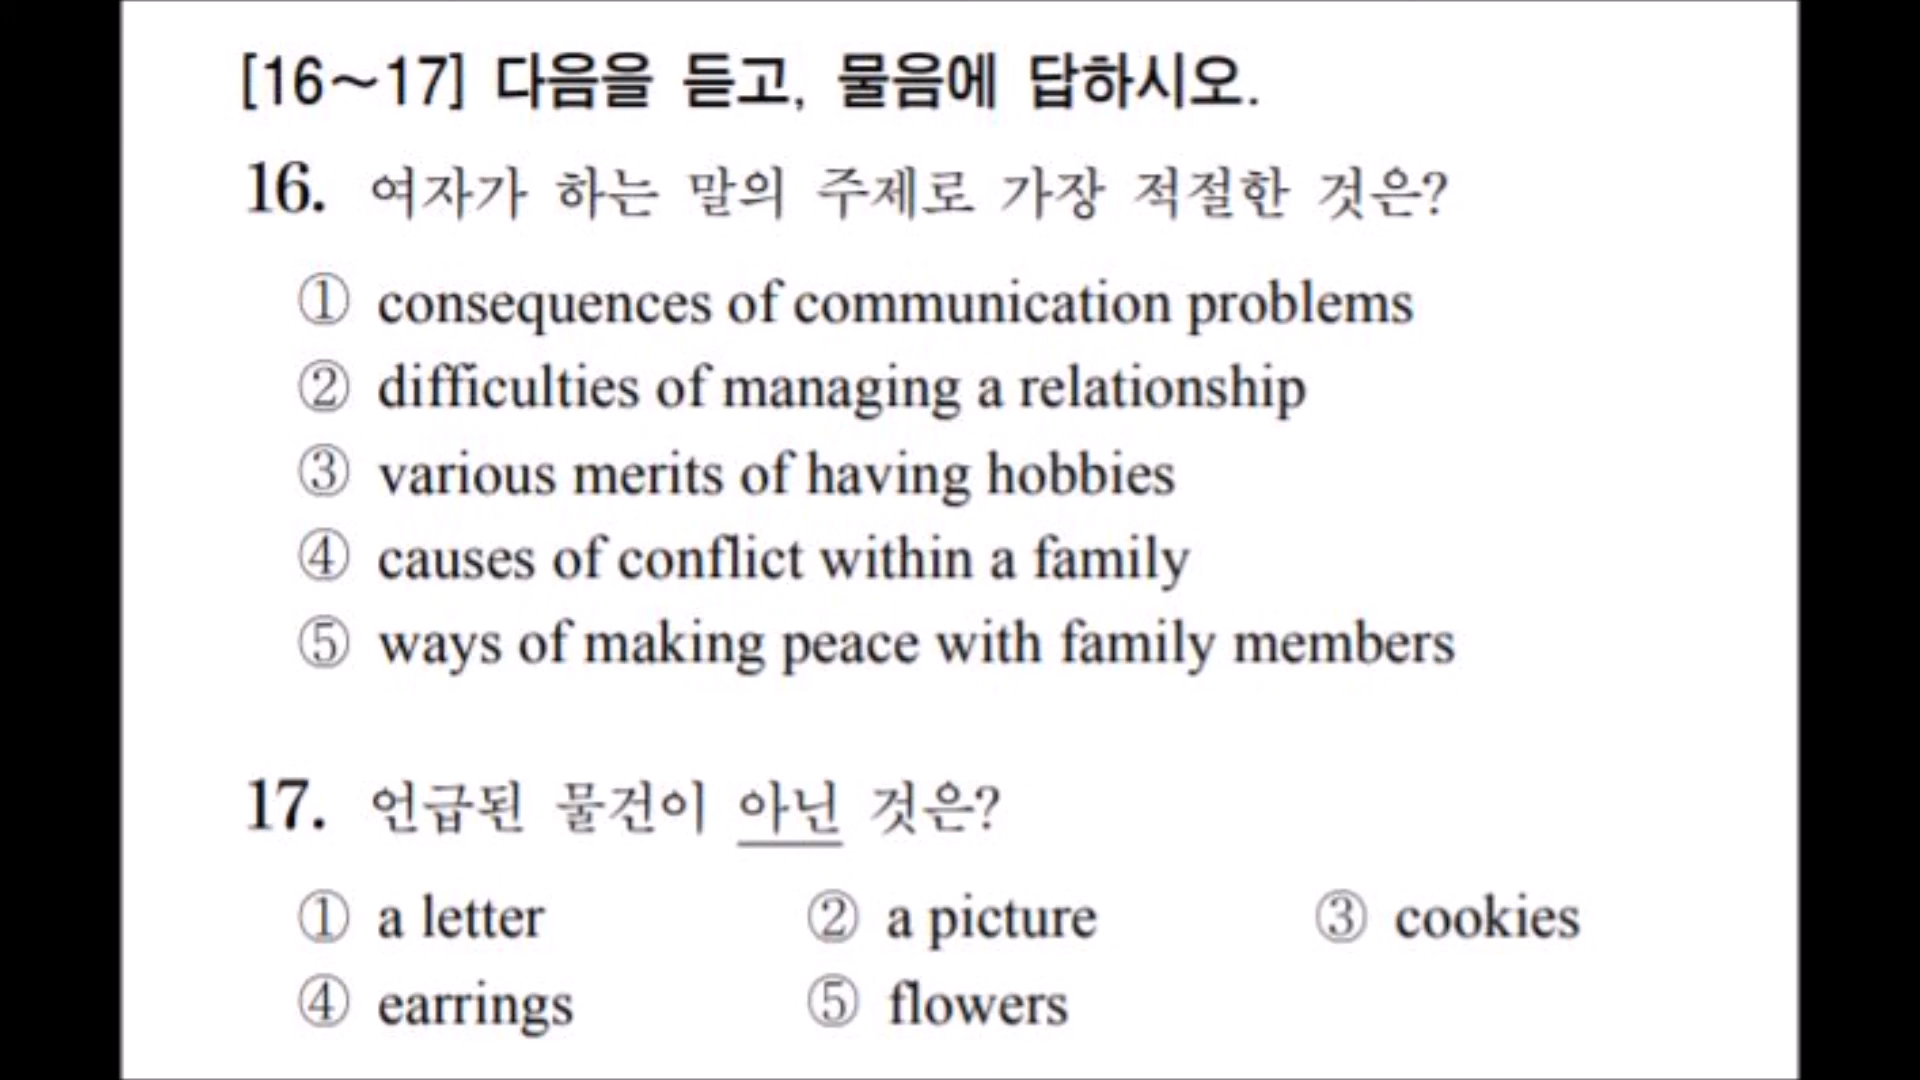 [16~17] 다음을 듣고, 물음에 답하시오.
16. 여자가 하는 말의 주제로 가장 적절한 것은?
① consequences of communication problems
② difficulties of managing a relationship
③ various merits of having hobbies
④ causes of conflict within a family
⑤ ways of making peace with family members
17. 언급된 물건이 아닌 것은?
① a letter ② a picture ③ cookies
④ earrings ⑤ flowers